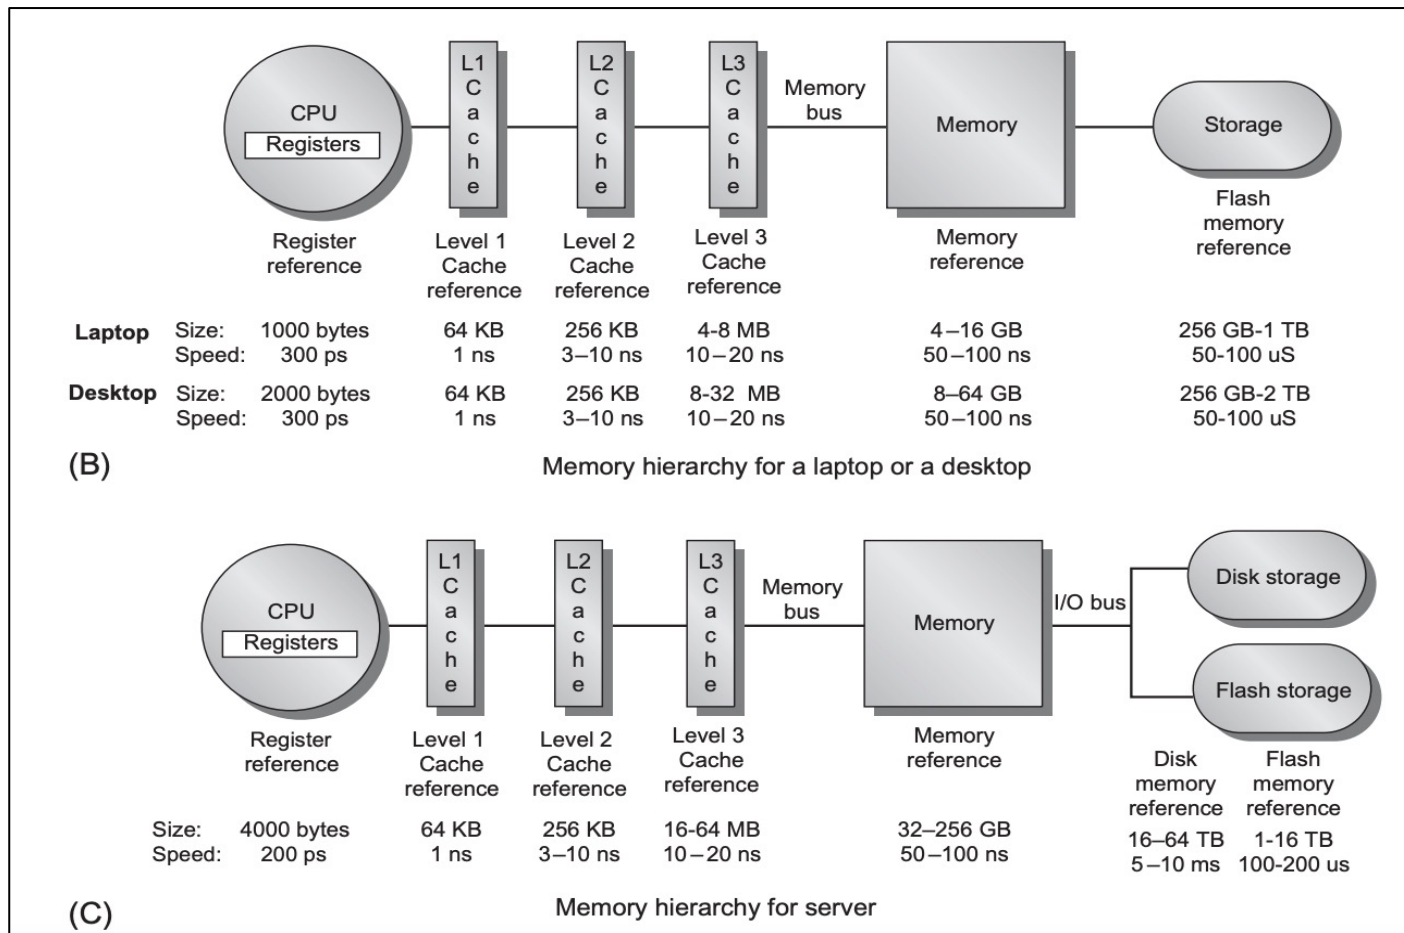 CPU
Registers
L1
C
a
c
h
e
L2
C
a
c
h
e
L3
C
a
c
h
e
Memory
bus
Memory
Storage
Register
reference
Level 1
Cache
reference
Level 2
Cache
reference
Level 3
Cache
reference
Memory
reference
Flash
memory
reference
Laptop Size: 1000 bytes 64 KB 256 KB 4-8 MB 4–16 GB 256 GB-1 TB
Speed: 300 ps 1 ns 3–10 ns 10–20 ns 50–100 ns 50-100 uS
Desktop Size: 2000 bytes 64 KB 256 KB 8-32 MB 8–64 GB 256 GB-2 TB
Speed: 300 ps 1 ns 3–10 ns 10–20 ns 50–100 ns 50-100 uS
(B) Memory hierarchy for a laptop or a desktop
CPU
Registers
L1
C
a
c
h
e
L2
C
a
c
h
e
L3
C
a
c
h
e
Memory
bus
Memory
I/O bus
Disk storage
Flash storage
Register
reference
Level 1
Cache
reference
Level 2
Cache
reference
Level 3
Cache
reference
Memory
reference
Disk
memory
reference
Flash
memory
reference
Size: 4000 bytes 64 KB 256 KB 16-64 MB 32–256 GB 16–64 TB 1-16 TB
Speed: 200 ps 1 ns 3–10 ns 10–20 ns 50–100 ns 5–10 ms 100-200 us
(C) Memory hierarchy for server